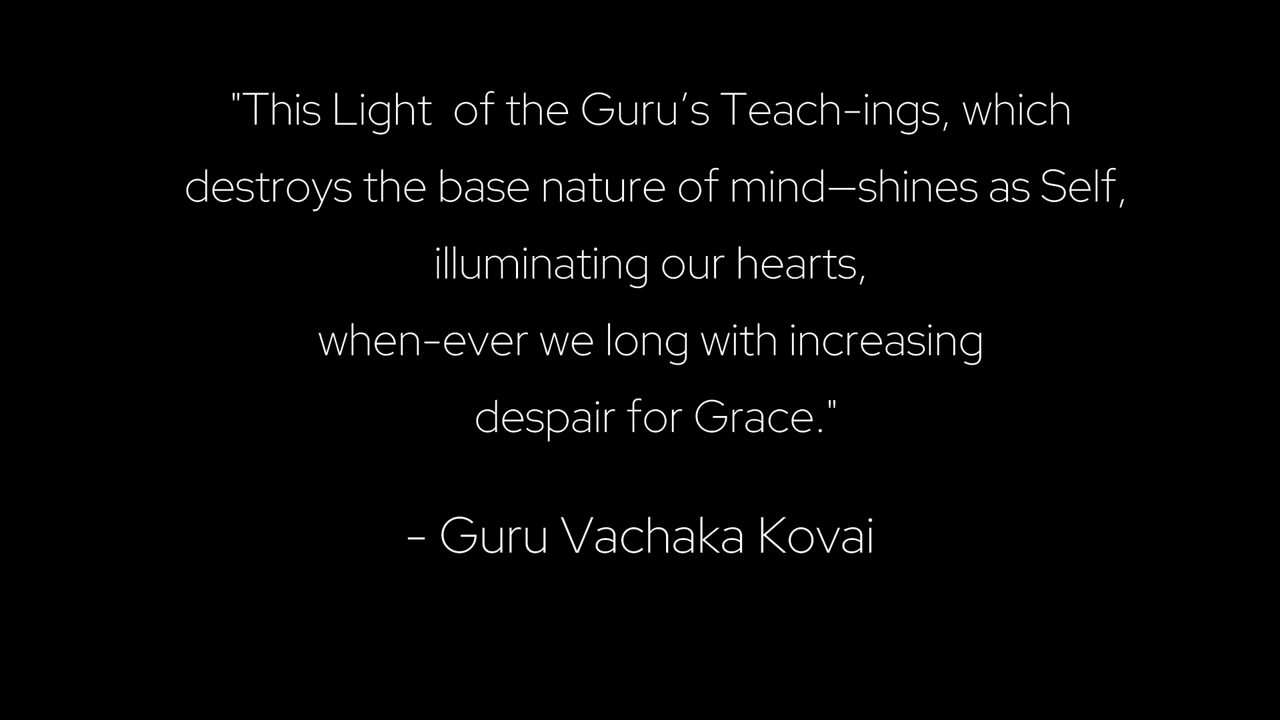 "This Light  of the Guru’s Teach-ings, which
destroys the base nature of mind—shines as Self,
illuminating our hearts,
when-ever we long with increasing
despair for Grace."
- Guru Vachaka Kovai